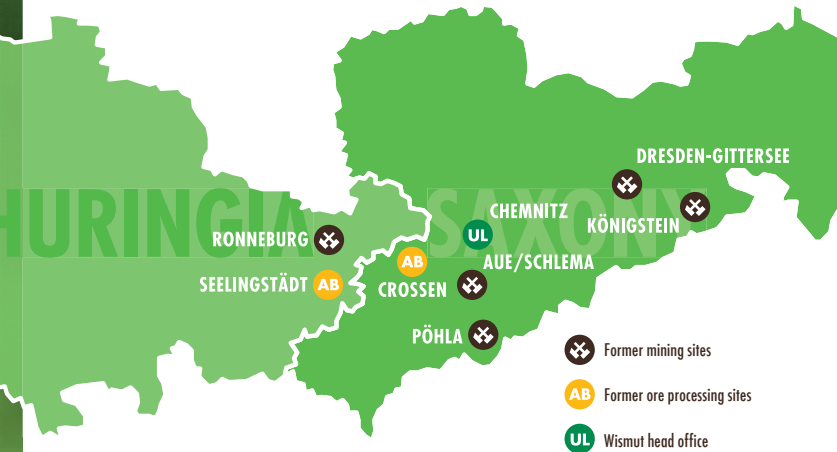 DRESDEN-GITTERSEE
HURINGIA
SAXONY
CHEMNITZ
KÖNIGSTEIN
RONNEBURG
UL
AUE/SCHLEMA
AB
SEELINGSTÄDT
AB
CROSSEN
PÖHLA
Former mining sites
AB Former ore processing sites
UL Wismut head office